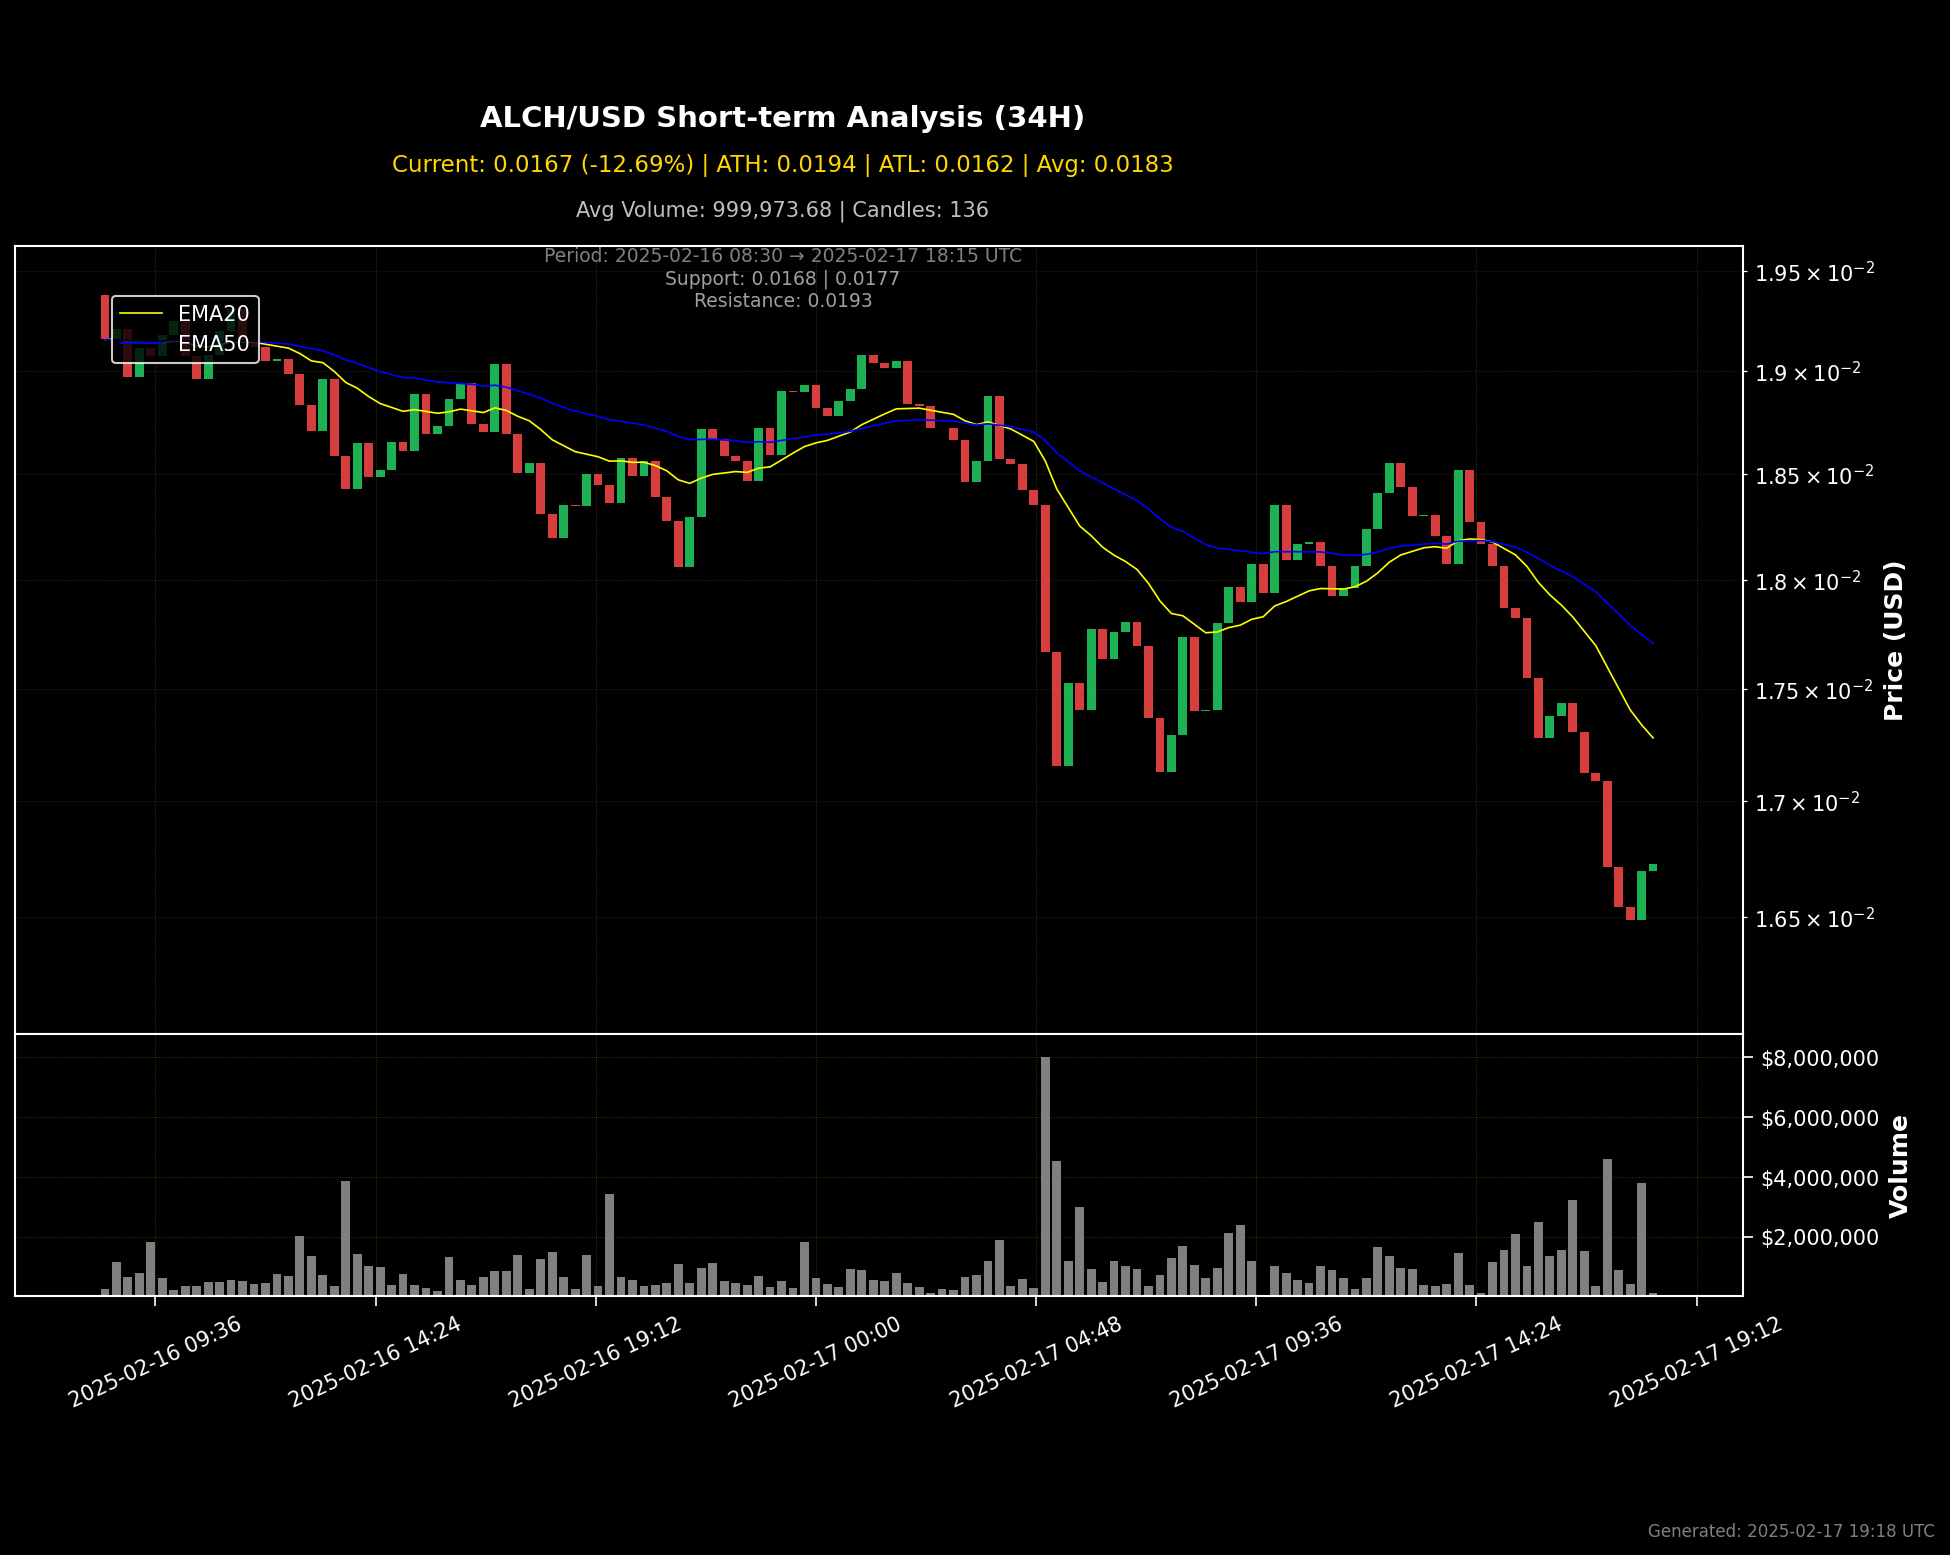 ALCH/USD Short-term Analysis (34H)
Current: 0.0167 (-12.69%) | ATH: 0.0194 | ATL: 0.0162 | Avg: 0.0183
Avg Volume: 999,973.68 | Candles: 136
Period: 2025-02-16 08:30 → 2025-02-17 18:15 UTC
Support: 0.0168 | 0.0177
Resistance: 0.0193
EMA20
EMA50
1.95 × 10⁻²
1.9 × 10⁻²
1.85 × 10⁻²
1.8 × 10⁻²
1.75 × 10⁻²
1.7 × 10⁻²
1.65 × 10⁻²
Price (USD)
$8,000,000
$6,000,000
$4,000,000
$2,000,000
Volume
2025-02-16 09:36
2025-02-16 14:24
2025-02-16 19:12
2025-02-17 00:00
2025-02-17 04:48
2025-02-17 09:36
2025-02-17 14:24
2025-02-17 19:12
Generated: 2025-02-17 19:18 UTC